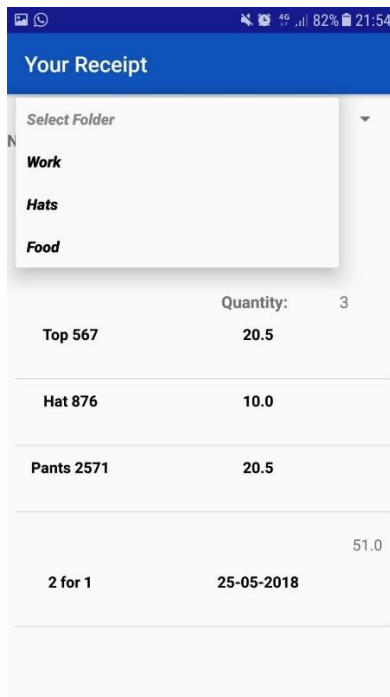 4G 82% 21:54
Your Receipt
Select Folder
N
Work
Hats
Food
Quantity: 3
Top 567 20.5
Hat 876 10.0
Pants 2571 20.5
51.0
2 for 1 25-05-2018